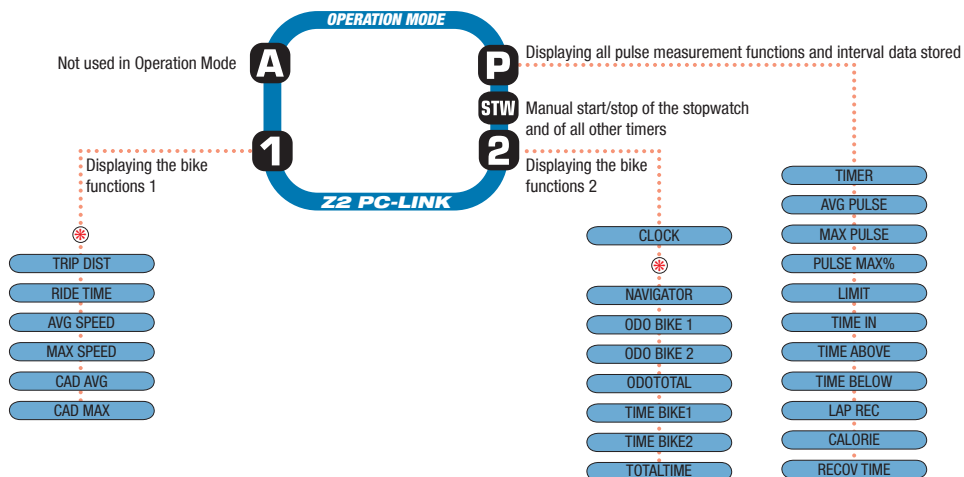 OPERATION MODE
Not used in Operation Mode
A
P
Displaying all pulse measurement functions and interval data stored
STW
Manual start/stop of the stopwatch
and of all other timers
1
Displaying the bike
functions 1
2
Displaying the bike
functions 2
Z2 PC-LINK
TRIP DIST
RIDE TIME
AVG SPEED
MAX SPEED
CAD AVG
CAD MAX
CLOCK
NAVIGATOR
ODO BIKE 1
ODO BIKE 2
ODOTOTAL
TIME BIKE1
TIME BIKE2
TOTALTIME
TIMER
AVG PULSE
MAX PULSE
PULSE MAX%
LIMIT
TIME IN
TIME ABOVE
TIME BELOW
LAP REC
CALORIE
RECOV TIME